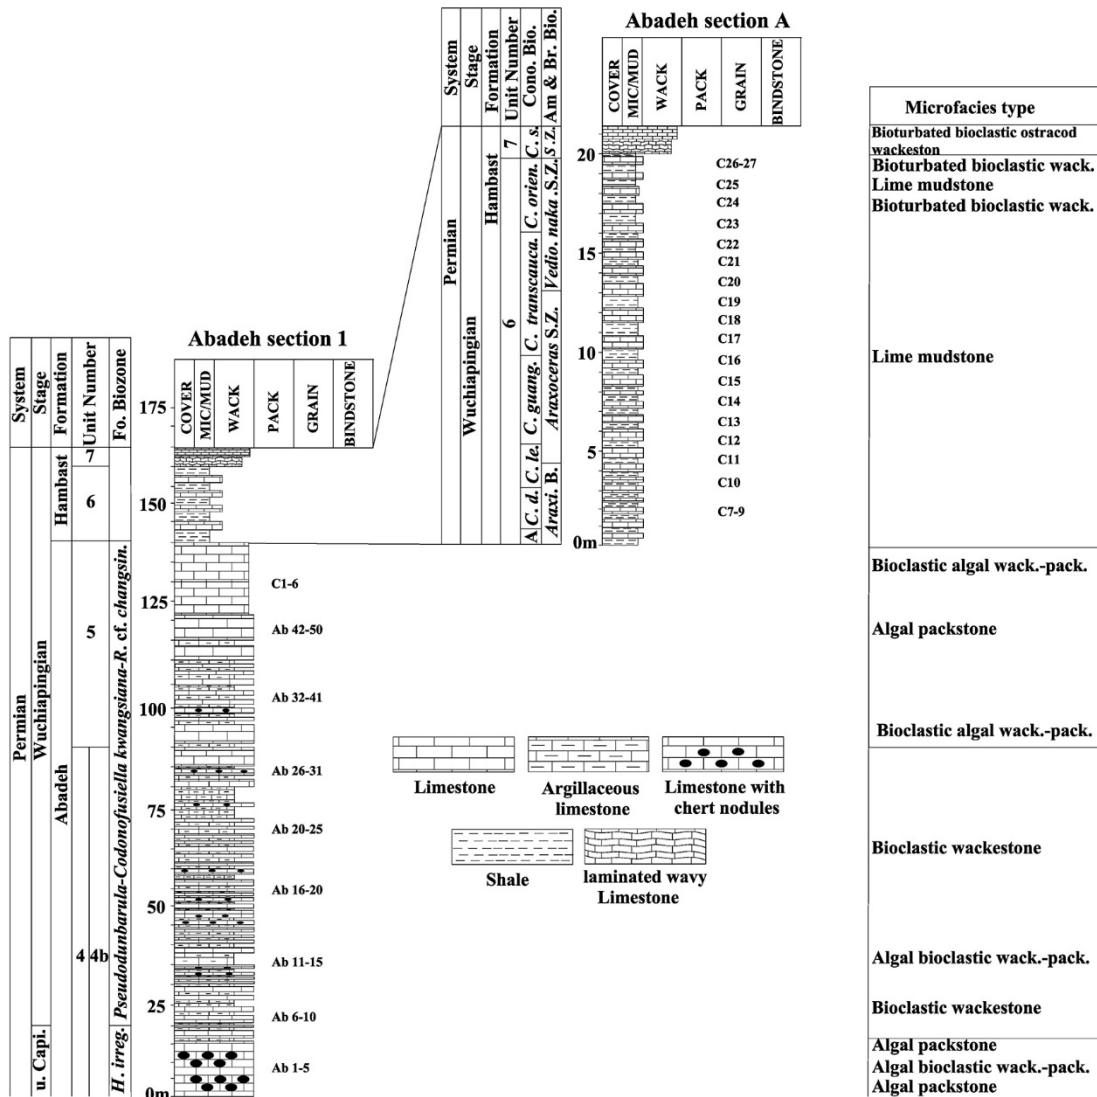 Abadeh section A
System
Stage
Formation
Unit Number
Cono. Bio.
Am & Br. Bio.
COVER
MIC/MUD
WACK
PACK
GRAIN
BINDSTONE
Permian
Wuchiapingian
Hambast
7
6
C. s.
C. orien.
C. transcauca.
C. guang.
C. le.
C. d.
A
S.Z.
Vedio. naka .S.Z.
Araxoceras S.Z.
Araxi. B.
20
15
10
5
0m
C26-27
C25
C24
C23
C22
C21
C20
C19
C18
C17
C16
C15
C14
C13
C12
C11
C10
C7-9
Microfacies type
Bioturbated bioclastic ostracod
wackeston
Bioturbated bioclastic wack.
Lime mudstone
Bioturbated bioclastic wack.
Lime mudstone
Bioclastic algal wack.-pack.
Algal packstone
Bioclastic algal wack.-pack.
Bioclastic wackestone
Algal bioclastic wack.-pack.
Bioclastic wackestone
Algal packstone
Algal bioclastic wack.-pack.
Algal packstone
Abadeh section 1
System
Stage
Formation
Unit Number
Fo. Biozone
COVER
MIC/MUD
WACK
PACK
GRAIN
BINDSTONE
Permian
Wuchiapingian
u. Capi.
Hambast
Abadeh
7
6
5
4
4b
Pseudodunbarula-Codonofusiella kwangsiana-R. cf. changsin.
H. irreg.
175
150
125
100
75
50
25
0m
C1-6
Ab 42-50
Ab 32-41
Ab 26-31
Ab 20-25
Ab 16-20
Ab 11-15
Ab 6-10
Ab 1-5
Limestone
Argillaceous
limestone
Limestone with
chert nodules
Shale
laminated wavy
Limestone